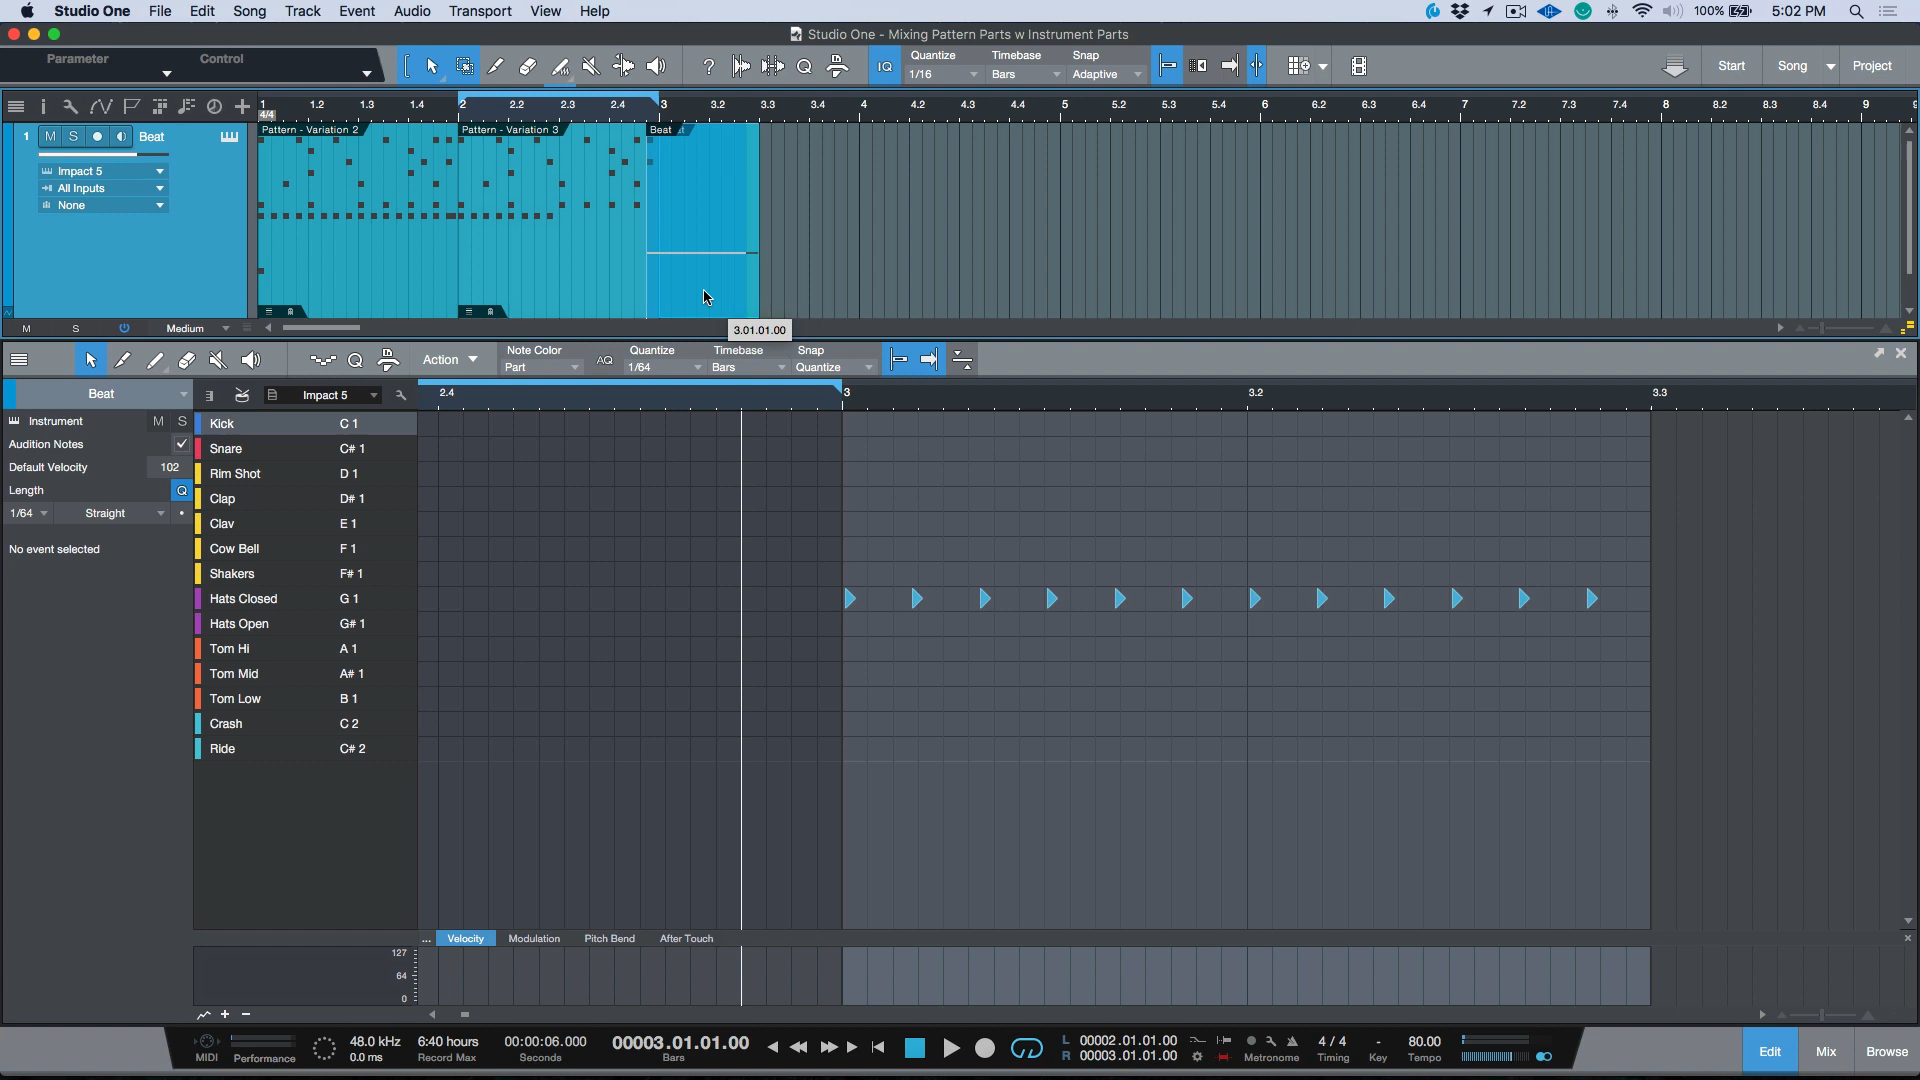 Studio One File Edit Song Track Event Audio Transport View Help 100% 5:02 PM
Studio One - Mixing Pattern Parts w Instrument Parts
Parameter Control
IQ Quantize Timebase Snap
1/16 Bars Adaptive
Start Song Project
1 1.2 1.3 1.4 2 2.2 2.3 2.4 3 3.2 3.3 3.4 4 4.2 4.3 4.4 5 5.2 5.3 5.4 6 6.2 6.3 6.4 7 7.2 7.3 7.4 8 8.2 8.3 8.4 9
4/4
Pattern - Variation 2 Pattern - Variation 3 Beat
1 M S Beat
Impact 5
All Inputs
None
M S Medium
3.01.01.00
Action Note Color AQ Quantize Timebase Snap
Part 1/64 Bars Quantize
Beat Impact 5 2.4 3 3.2 3.3
Instrument M S
Audition Notes
Default Velocity 102
Length Q
1/64 Straight
No event selected
Kick C 1
Snare C# 1
Rim Shot D 1
Clap D# 1
Clav E 1
Cow Bell F 1
Shakers F# 1
Hats Closed G 1
Hats Open G# 1
Tom Hi A 1
Tom Mid A# 1
Tom Low B 1
Crash C 2
Ride C# 2
... Velocity Modulation Pitch Bend After Touch
127
64
0
MIDI Performance
48.0 kHz
0.0 ms
6:40 hours
Record Max
00:00:06.000
Seconds
00003.01.01.00
Bars
L 00002.01.01.00
R 00003.01.01.00
Metronome
4 / 4
Timing
-
Key
80.00
Tempo
Edit Mix Browse